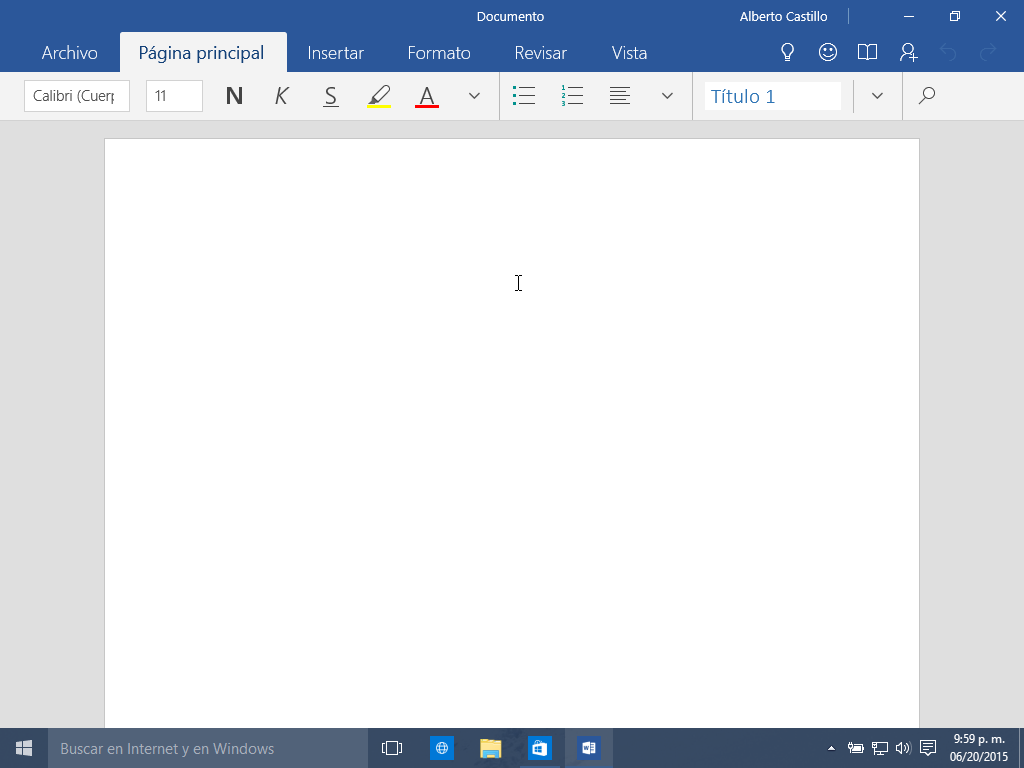 Documento
Alberto Castillo
Archivo Página principal Insertar Formato Revisar Vista
Calibri (Cuerp 11 N K S A Título 1
Buscar en Internet y en Windows
9:59 p. m.
06/20/2015